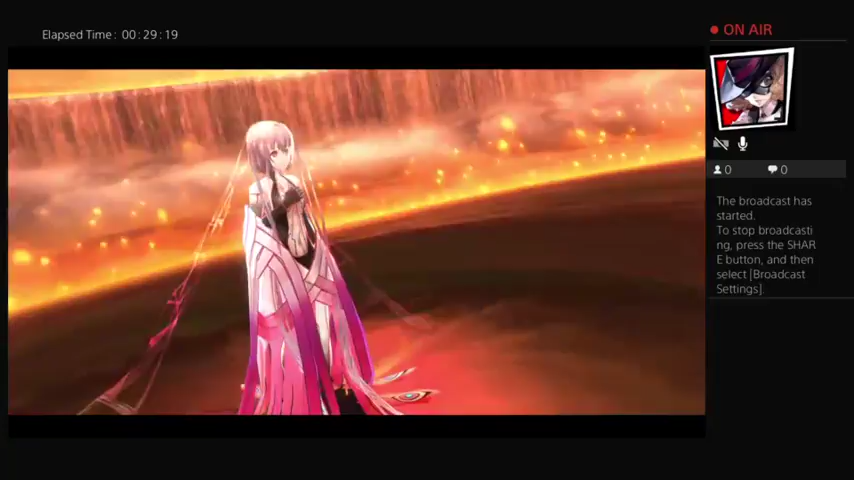 Elapsed Time: 00:29:19
ON AIR
0 0
The broadcast has
started.
To stop broadcasti
ng, press the SHAR
E button, and then
select [Broadcast
Settings].